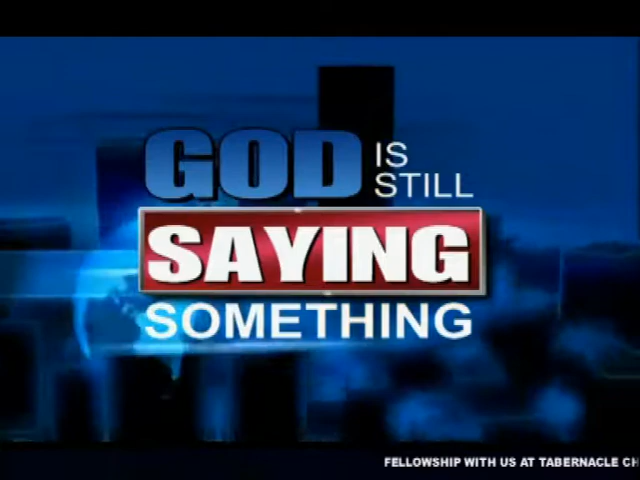 GOD IS
STILL
SAYING
SOMETHING
FELLOWSHIP WITH US AT TABERNACLE